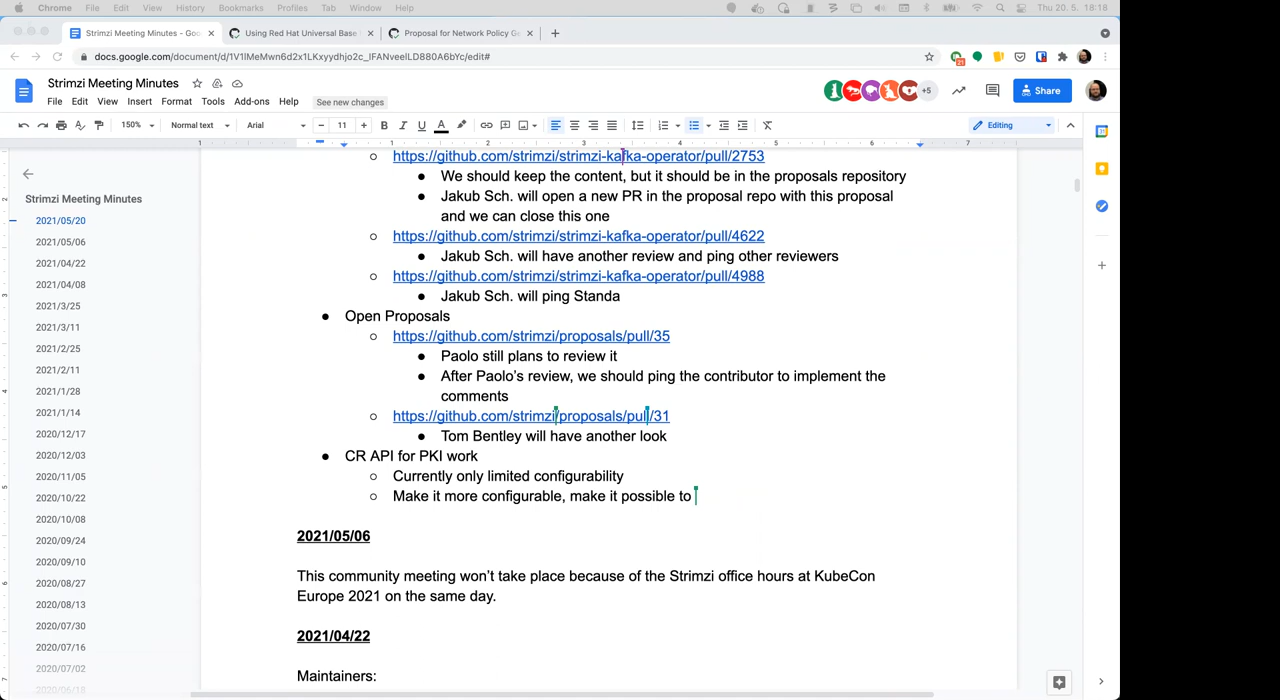 Chrome File Edit View History Bookmarks Profiles Tab Window Help Thu 20. 5. 18:18
Strimzi Meeting Minutes - Goo Using Red Hat Universal Base Proposal for Network Policy Ge
docs.google.com/document/d/1V1lMeMwn6d2x1LKxyydhjo2c_IFANveelLD880A6bYc/edit#
Strimzi Meeting Minutes
File Edit View Insert Format Tools Add-ons Help See new changes
+5 Share
150% Normal text Arial 11 Editing
1 1 2 3 4 5 6 7
Strimzi Meeting Minutes
2021/05/20
2021/05/06
2021/04/22
2021/04/08
2021/3/25
2021/3/11
2021/2/25
2021/2/11
2021/1/28
2021/1/14
2020/12/17
2020/12/03
2020/11/05
2020/10/22
2020/10/08
2020/09/24
2020/09/10
2020/08/27
2020/08/13
2020/07/30
2020/07/16
2020/07/02
2020/06/18
https://github.com/strimzi/strimzi-kafka-operator/pull/2753
We should keep the content, but it should be in the proposals repository
Jakub Sch. will open a new PR in the proposal repo with this proposal
and we can close this one
https://github.com/strimzi/strimzi-kafka-operator/pull/4622
Jakub Sch. will have another review and ping other reviewers
https://github.com/strimzi/strimzi-kafka-operator/pull/4988
Jakub Sch. will ping Standa
Open Proposals
https://github.com/strimzi/proposals/pull/35
Paolo still plans to review it
After Paolo’s review, we should ping the contributor to implement the
comments
https://github.com/strimzi/proposals/pull/31
Tom Bentley will have another look
CR API for PKI work
Currently only limited configurability
Make it more configurable, make it possible to
2021/05/06
This community meeting won’t take place because of the Strimzi office hours at KubeCon
Europe 2021 on the same day.
2021/04/22
Maintainers: